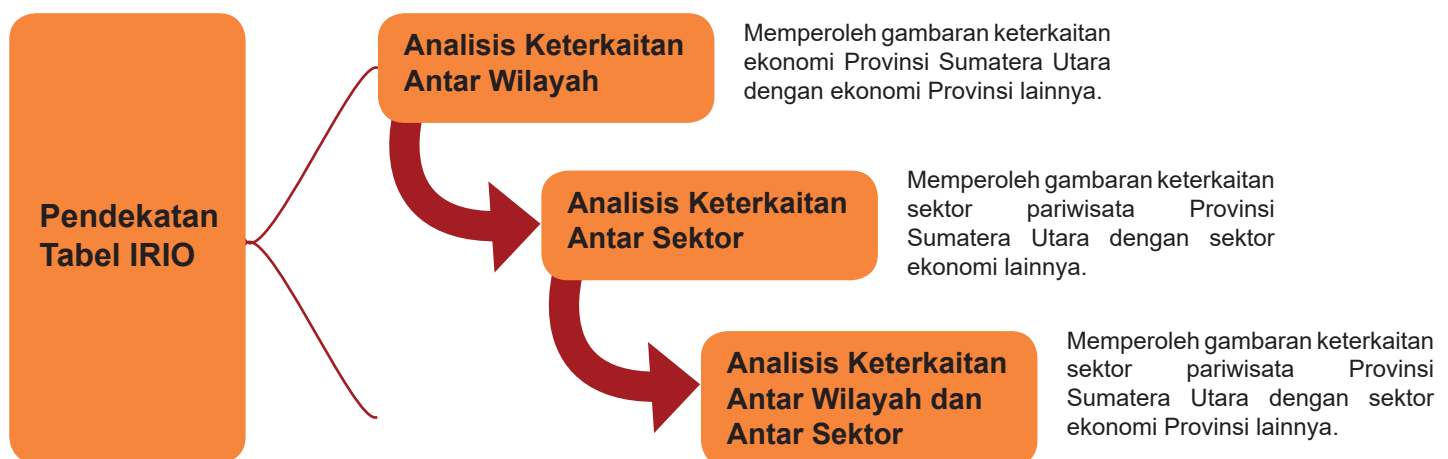 Pendekatan
Tabel IRIO
Analisis Keterkaitan
Antar Wilayah
Memperoleh gambaran keterkaitan
ekonomi Provinsi Sumatera Utara
dengan ekonomi Provinsi lainnya.
Analisis Keterkaitan
Antar Sektor
Memperoleh gambaran keterkaitan
sektor pariwisata Provinsi
Sumatera Utara dengan sektor
ekonomi lainnya.
Analisis Keterkaitan
Antar Wilayah dan
Antar Sektor
Memperoleh gambaran keterkaitan
sektor pariwisata Provinsi
Sumatera Utara dengan sektor
ekonomi Provinsi lainnya.